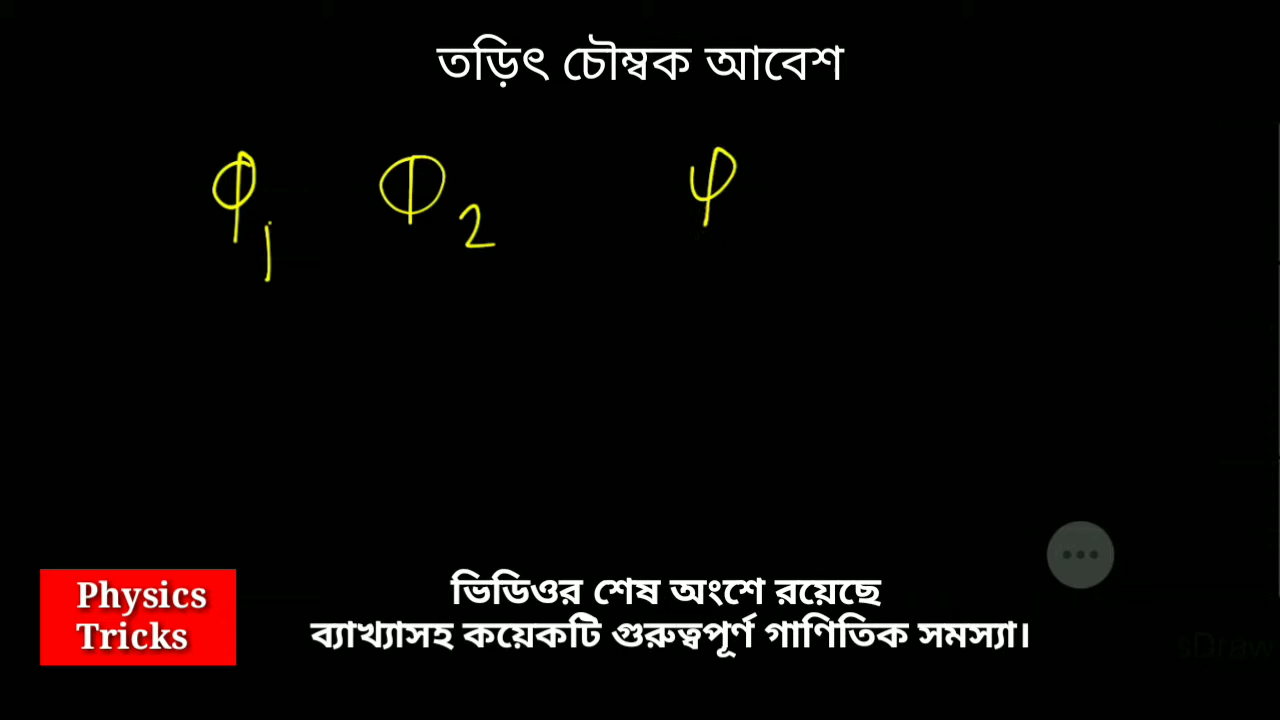 তড়িৎ চৌম্বক আবেশ
ϕ₁ Φ₂ φ
Physics
Tricks
ভিডিওর শেষ অংশে রয়েছে
ব্যাখ্যাসহ কয়েকটি গুরুত্বপূর্ণ গাণিতিক সমস্যা।